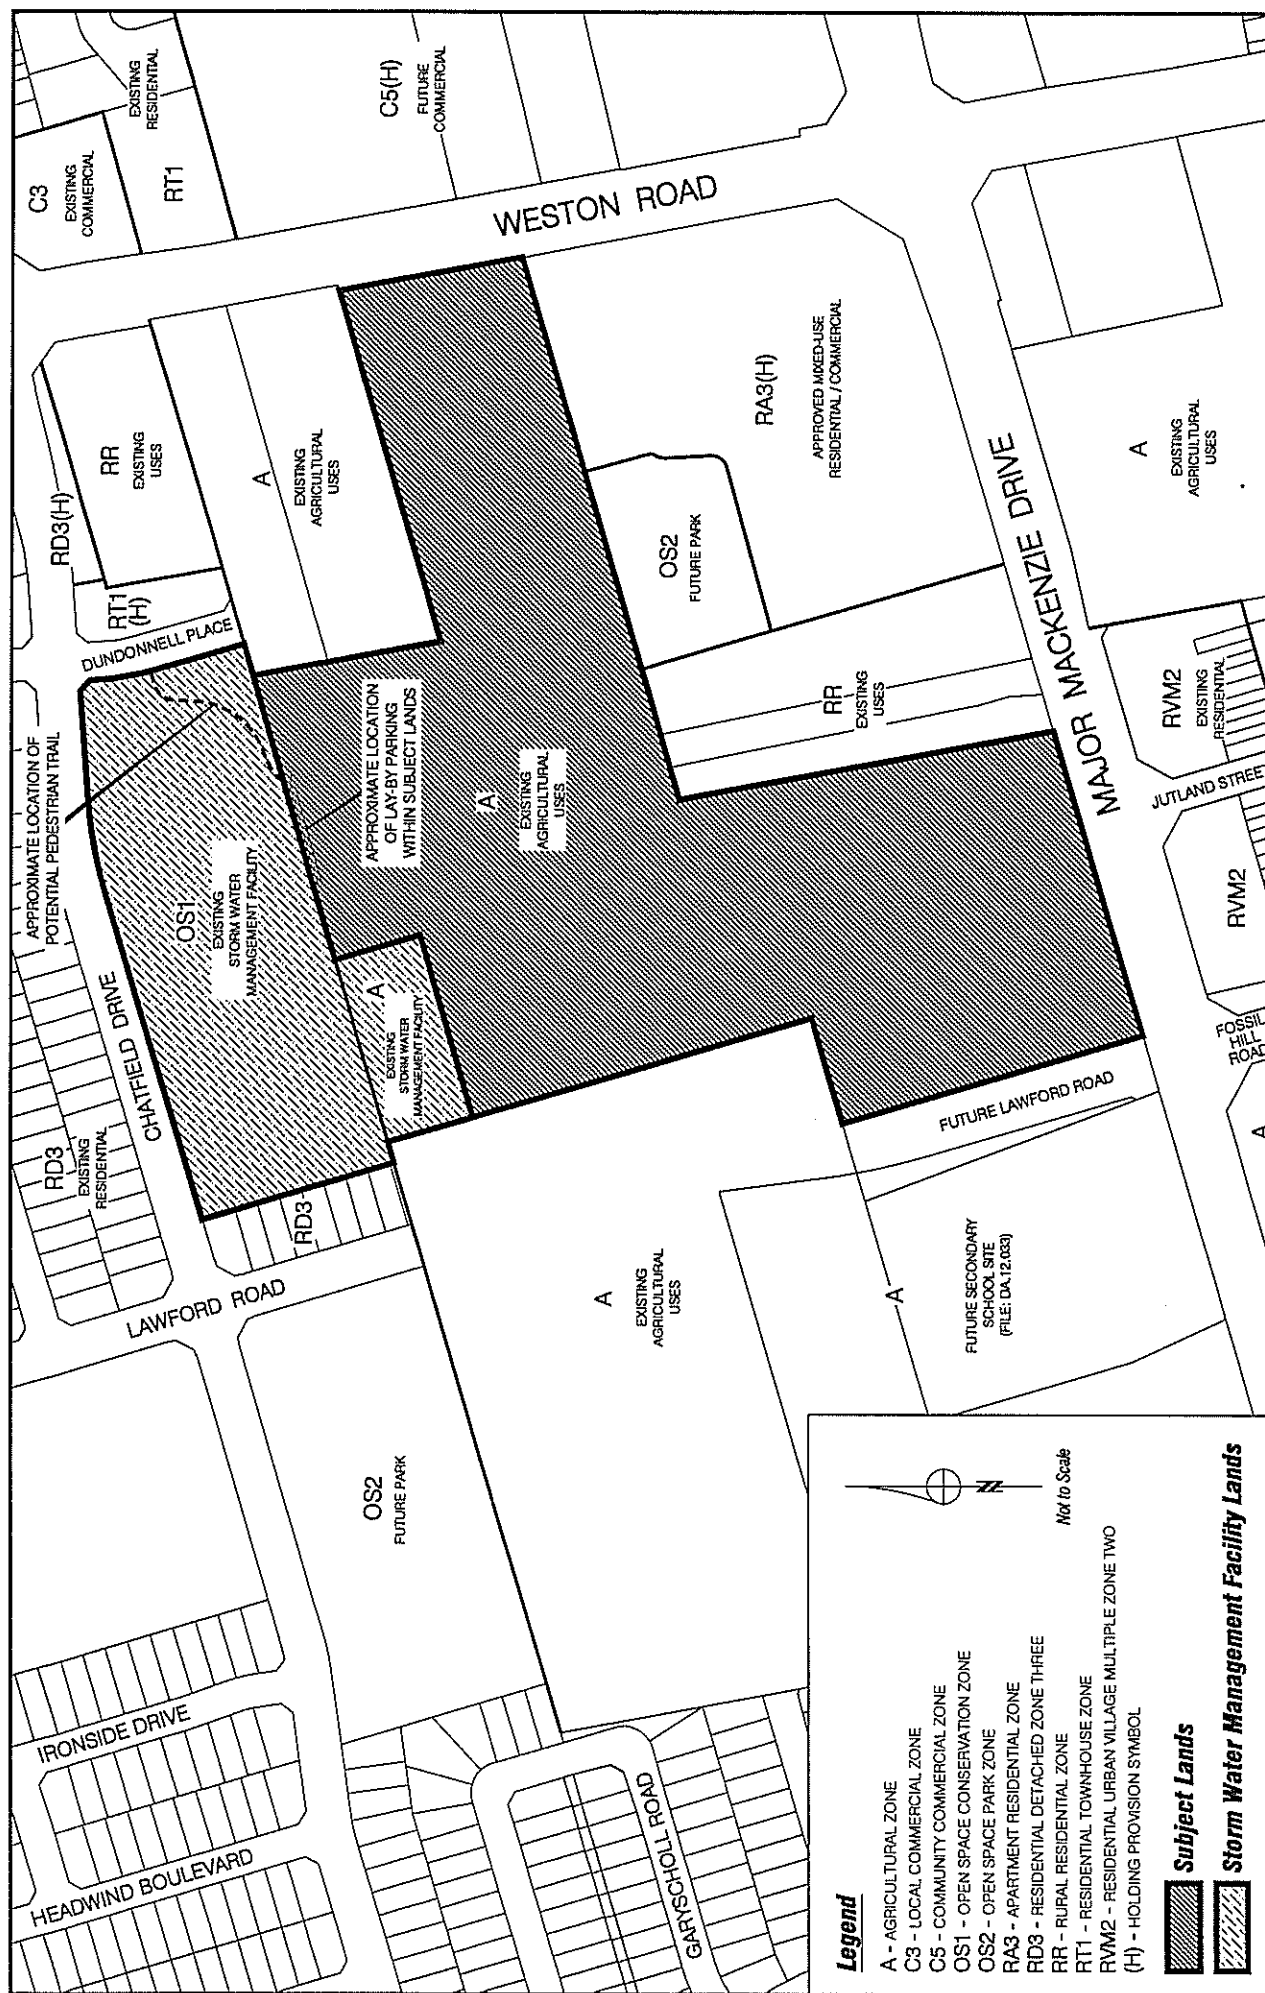 C3
EXISTING
COMMERCIAL
EXISTING
RESIDENTIAL
RT1
C5(H)
FUTURE
COMMERCIAL
WESTON ROAD
RD3(H)
RR
EXISTING
USES
RT1
(H)
DUNDONNELL PLACE
A
EXISTING
AGRICULTURAL
USES
RA3(H)
APPROVED MIXED-USE
RESIDENTIAL / COMMERCIAL
OS2
FUTURE PARK
MAJOR MACKENZIE DRIVE
A
EXISTING
AGRICULTURAL
USES
APPROXIMATE LOCATION OF
POTENTIAL PEDESTRIAN TRAIL
APPROXIMATE LOCATION
OF LAY-BY PARKING
WITHIN SUBJECT LANDS
A
EXISTING
AGRICULTURAL
USES
RR
EXISTING
USES
RVM2
EXISTING
RESIDENTIAL
JUTLAND STREET
RVM2
FOSSIL
HILL
ROAD
A
OS1
EXISTING
STORM WATER
MANAGEMENT FACILITY
A
EXISTING
STORM WATER
MANAGEMENT FACILITY
CHATFIELD DRIVE
RD3
EXISTING
RESIDENTIAL
RD3
LAWFORD ROAD
FUTURE LAWFORD ROAD
A
EXISTING
AGRICULTURAL
USES
A
FUTURE SECONDARY
SCHOOL SITE
(FILE: DA.12.033)
OS2
FUTURE PARK
IRONSIDE DRIVE
HEADWIND BOULEVARD
GARYSCHOLL ROAD
Legend
A - AGRICULTURAL ZONE
C3 - LOCAL COMMERCIAL ZONE
C5 - COMMUNITY COMMERCIAL ZONE
OS1 - OPEN SPACE CONSERVATION ZONE
OS2 - OPEN SPACE PARK ZONE
RA3 - APARTMENT RESIDENTIAL ZONE
RD3 - RESIDENTIAL DETACHED ZONE THREE
RR - RURAL RESIDENTIAL ZONE
RT1 - RESIDENTIAL TOWNHOUSE ZONE
RVM2 - RESIDENTIAL URBAN VILLAGE MULTIPLE ZONE TWO
(H) - HOLDING PROVISION SYMBOL
N
Not to Scale
Subject Lands
Storm Water Management Facility Lands